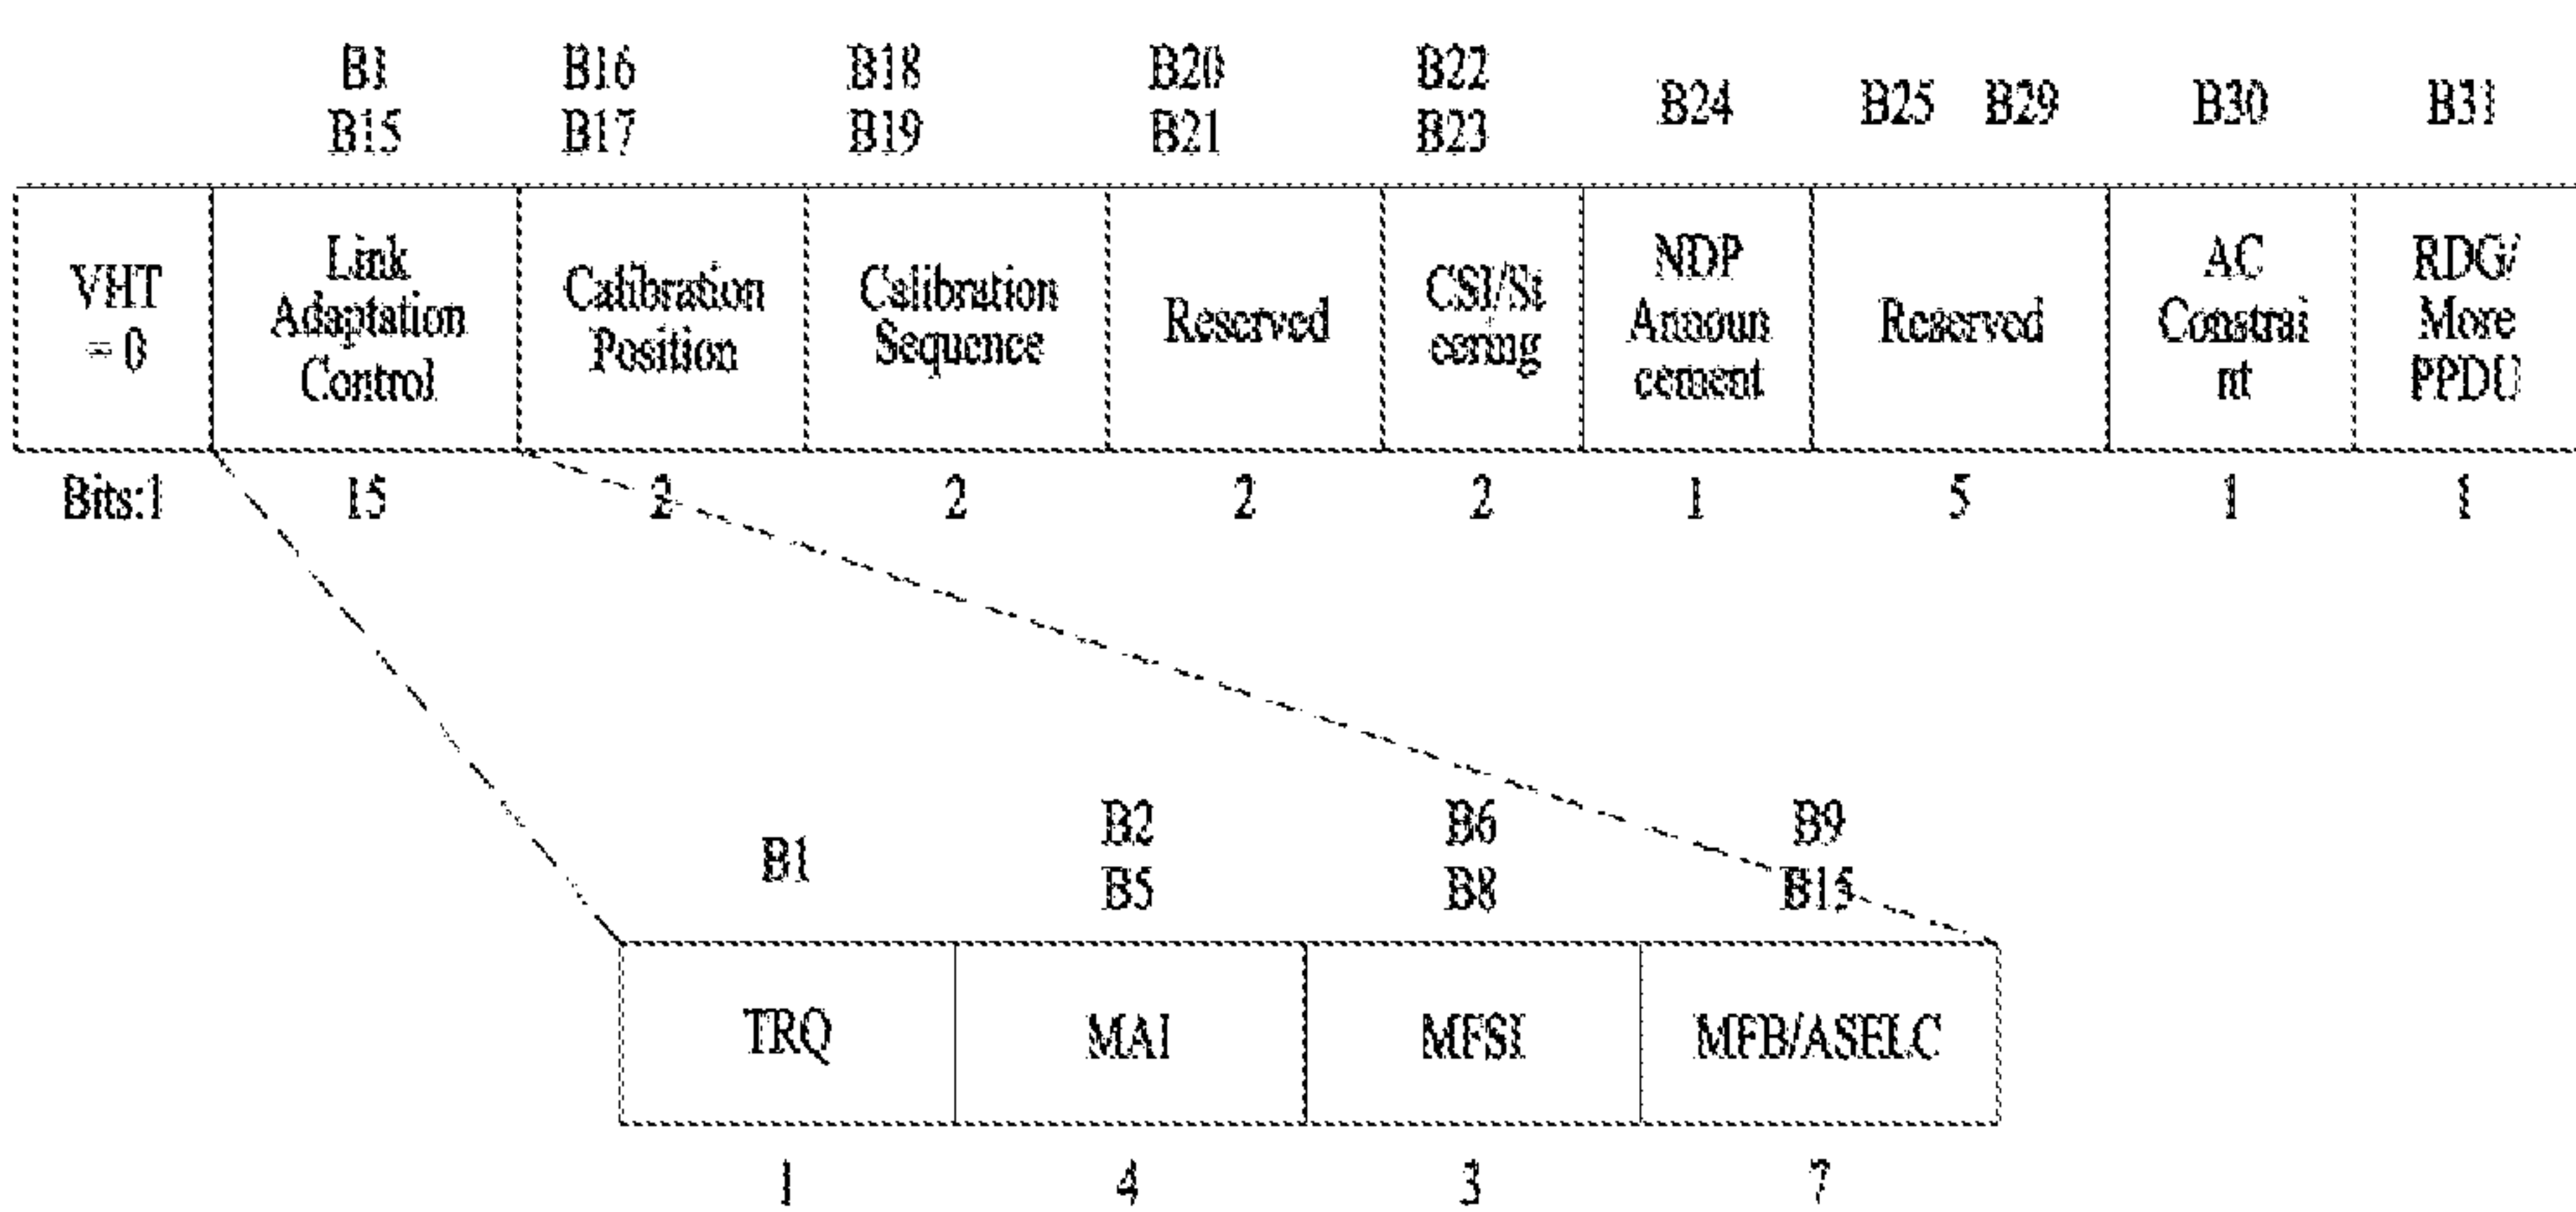 B1 B16 B18 B20 B22 B24 B25 B29 B30 B31
B15 B17 B19 B21 B23
VHT
= 0
Link
Adaptation
Control
Calibration
Position
Calibration
Sequence
Reserved
CSI/St
eering
NDP
Announ
cement
Reserved
AC
Constrai
nt
RDG/
More
PPDU
Bits:1 15 2 2 2 2 1 5 1 1
B1 B2 B6 B9
B5 B8 B15
TRQ MAI MFSI MFB/ASELC
1 4 3 7